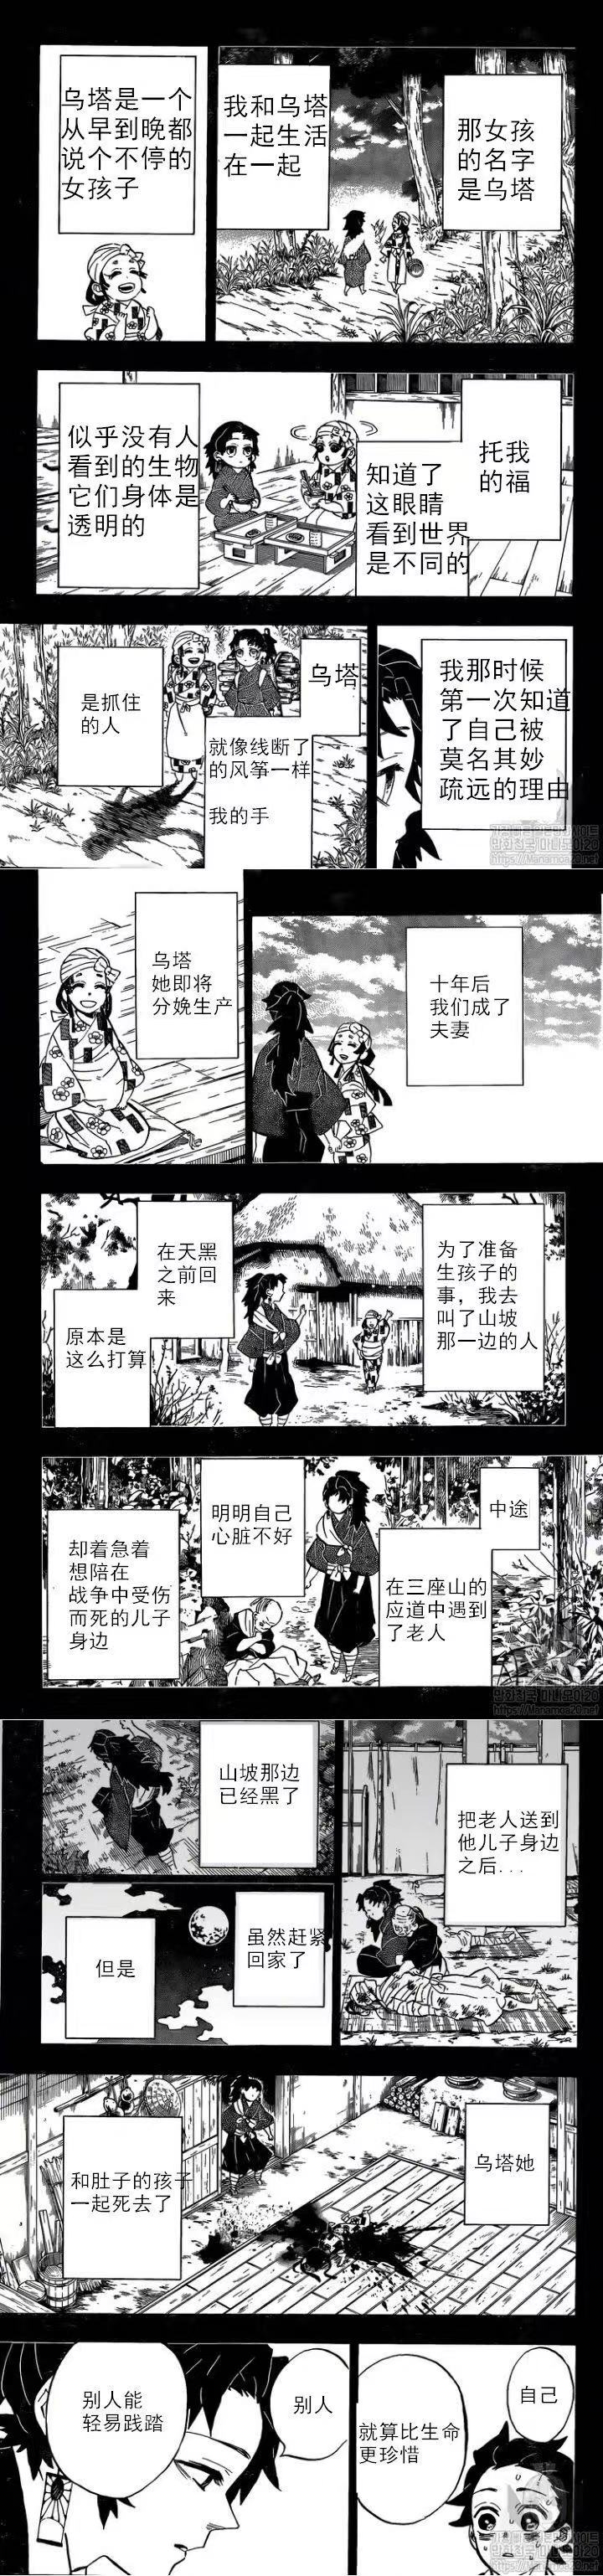 那女孩
的名字
是乌塔
我和乌塔
一起生活
在一起
乌塔是一个
从早到晚都
说个不停的
女孩子
托我
的福
知道了
这眼睛
看到世界
是不同的
似乎没有人
看到的生物
它们身体是
透明的
我那时候
第一次知道
了自己被
莫名其妙
疏远的理由
乌塔
就像线断了
的风筝一样
我的手
是抓住
的人
https://Manamoa20.net
十年后
我们成了
夫妻
乌塔
她即将
分娩生产
为了准备
生孩子的
事，我去
叫了山坡
那一边的人
在天黑
之前回
来
原本是
这么打算
中途
在三座山的
应道中遇到
了老人
明明自己
心脏不好
却着急着
想陪在
战争中受伤
而死的儿子
身边
https://Manamoa20.net
把老人送到
他儿子身边
之后...
山坡那边
已经黑了
虽然赶紧
回家了
但是
乌塔她
和肚子的孩子
一起死去了
自己
就算比生命
更珍惜
别人
别人能
轻易践踏